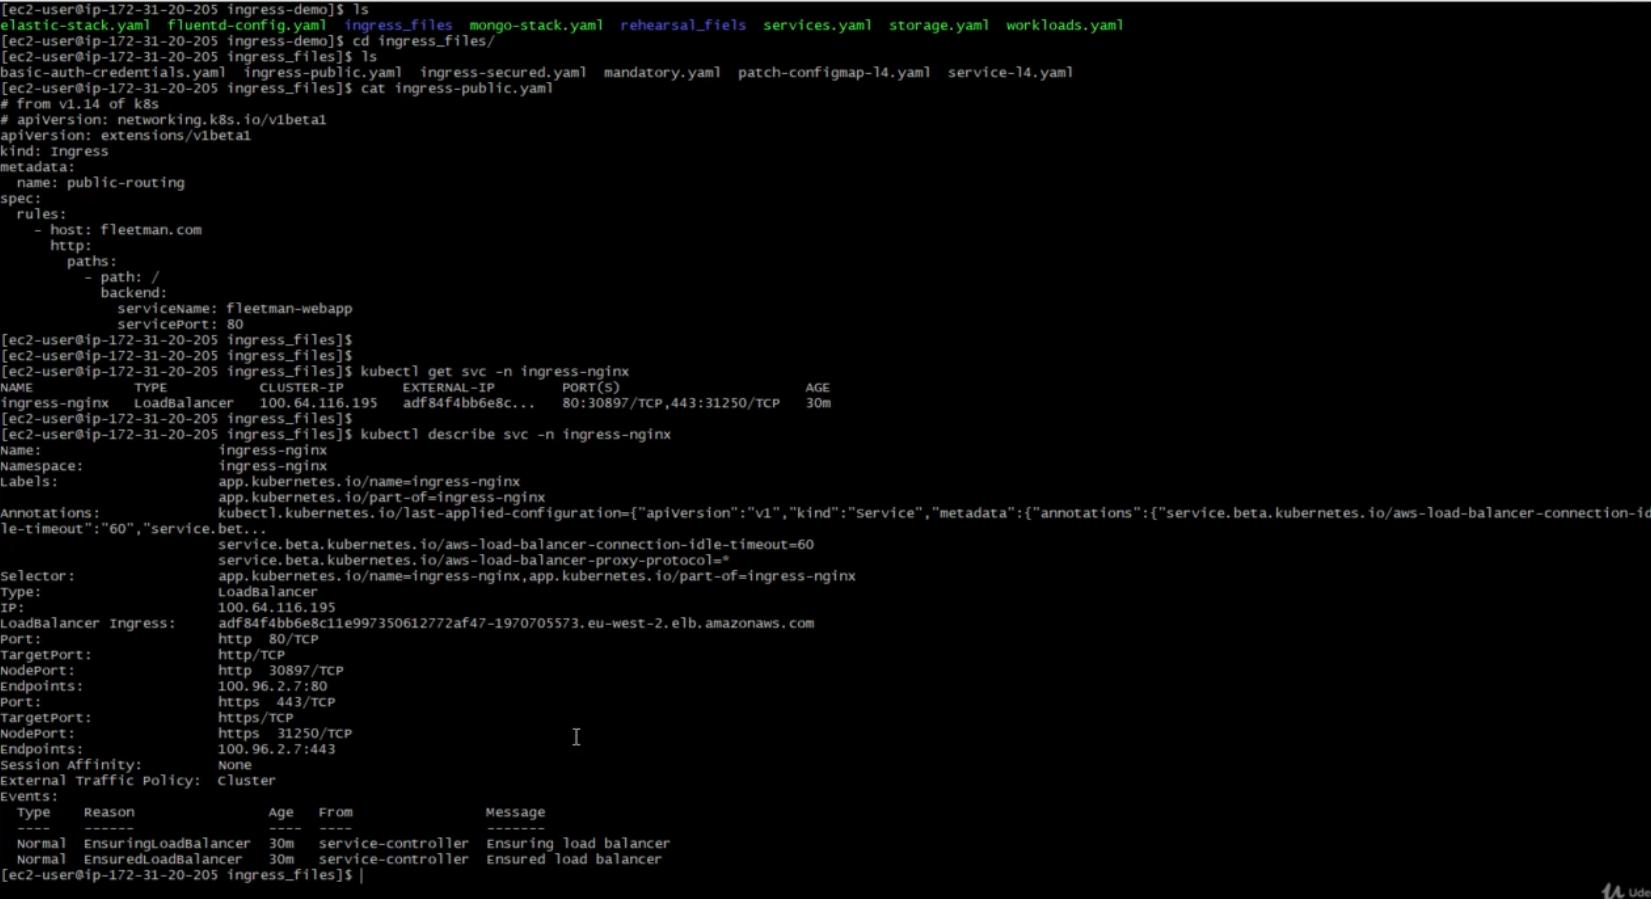 [ec2-user@ip-172-31-20-205 ingress-demo]$ ls
elastic-stack.yaml  fluentd-config.yaml  ingress_files  mongo-stack.yaml  rehearsal_fiels  services.yaml  storage.yaml  workloads.yaml
[ec2-user@ip-172-31-20-205 ingress-demo]$ cd ingress_files/
[ec2-user@ip-172-31-20-205 ingress_files]$ ls
basic-auth-credentials.yaml  ingress-public.yaml  ingress-secured.yaml  mandatory.yaml  patch-configmap-l4.yaml  service-l4.yaml
[ec2-user@ip-172-31-20-205 ingress_files]$ cat ingress-public.yaml
# from v1.14 of k8s
# apiVersion: networking.k8s.io/v1beta1
apiVersion: extensions/v1beta1
kind: Ingress
metadata:
  name: public-routing
spec:
  rules:
    - host: fleetman.com
      http:
        paths:
          - path: /
            backend:
              serviceName: fleetman-webapp
              servicePort: 80
[ec2-user@ip-172-31-20-205 ingress_files]$
[ec2-user@ip-172-31-20-205 ingress_files]$
[ec2-user@ip-172-31-20-205 ingress_files]$ kubectl get svc -n ingress-nginx
NAME            TYPE           CLUSTER-IP       EXTERNAL-IP        PORT(S)                      AGE
ingress-nginx   LoadBalancer   100.64.116.195   adf84f4bb6e8c...   80:30897/TCP,443:31250/TCP   30m
[ec2-user@ip-172-31-20-205 ingress_files]$
[ec2-user@ip-172-31-20-205 ingress_files]$ kubectl describe svc -n ingress-nginx
Name:                     ingress-nginx
Namespace:                ingress-nginx
Labels:                   app.kubernetes.io/name=ingress-nginx
                          app.kubernetes.io/part-of=ingress-nginx
Annotations:              kubectl.kubernetes.io/last-applied-configuration={"apiVersion":"v1","kind":"Service","metadata":{"annotations":{"service.beta.kubernetes.io/aws-load-balancer-connection-id
le-timeout":"60","service.bet...
                          service.beta.kubernetes.io/aws-load-balancer-connection-idle-timeout=60
                          service.beta.kubernetes.io/aws-load-balancer-proxy-protocol=*
Selector:                 app.kubernetes.io/name=ingress-nginx,app.kubernetes.io/part-of=ingress-nginx
Type:                     LoadBalancer
IP:                       100.64.116.195
LoadBalancer Ingress:     adf84f4bb6e8c11e997350612772af47-1970705573.eu-west-2.elb.amazonaws.com
Port:                     http  80/TCP
TargetPort:               http/TCP
NodePort:                 http  30897/TCP
Endpoints:                100.96.2.7:80
Port:                     https  443/TCP
TargetPort:               https/TCP
NodePort:                 https  31250/TCP
Endpoints:                100.96.2.7:443
Session Affinity:         None
External Traffic Policy:  Cluster
Events:
  Type    Reason                Age   From                Message
  ----    ------                ----  ----                -------
  Normal  EnsuringLoadBalancer  30m   service-controller  Ensuring load balancer
  Normal  EnsuredLoadBalancer   30m   service-controller  Ensured load balancer
[ec2-user@ip-172-31-20-205 ingress_files]$
Ude